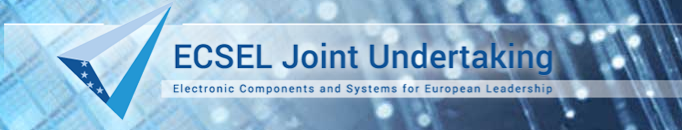 ECSEL Joint Undertaking
Electronic Components and Systems for European Leadership